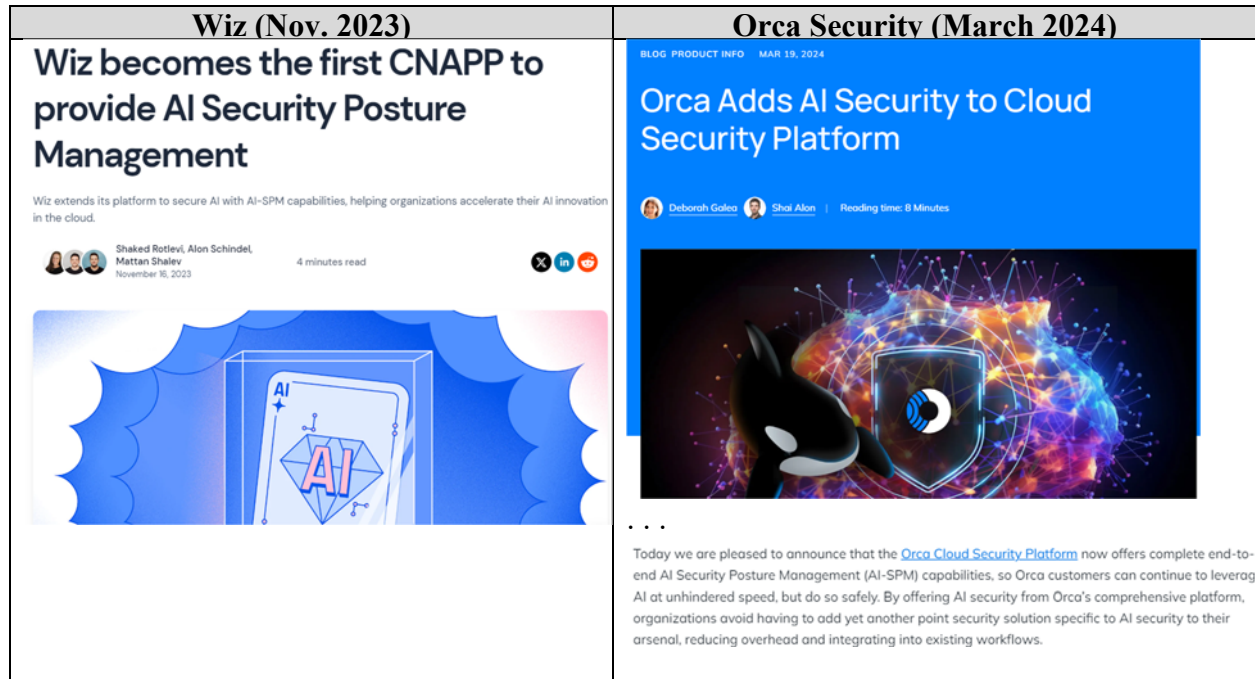 Wiz (Nov. 2023)
Wiz becomes the first CNAPP to
provide AI Security Posture
Management
Wiz extends its platform to secure AI with AI-SPM capabilities, helping organizations accelerate their AI innovation
in the cloud.
Shaked Rotlevi, Alon Schindel,
Mattan Shalev
November 16, 2023
4 minutes read
X
in
AI
AI
Orca Security (March 2024)
BLOG PRODUCT INFO MAR 19, 2024
Orca Adds AI Security to Cloud
Security Platform
Deborah Galea Shai Alon | Reading time: 8 Minutes
. . .
Today we are pleased to announce that the Orca Cloud Security Platform now offers complete end-to-
end AI Security Posture Management (AI-SPM) capabilities, so Orca customers can continue to leverag
AI at unhindered speed, but do so safely. By offering AI security from Orca's comprehensive platform,
organizations avoid having to add yet another point security solution specific to AI security to their
arsenal, reducing overhead and integrating into existing workflows.